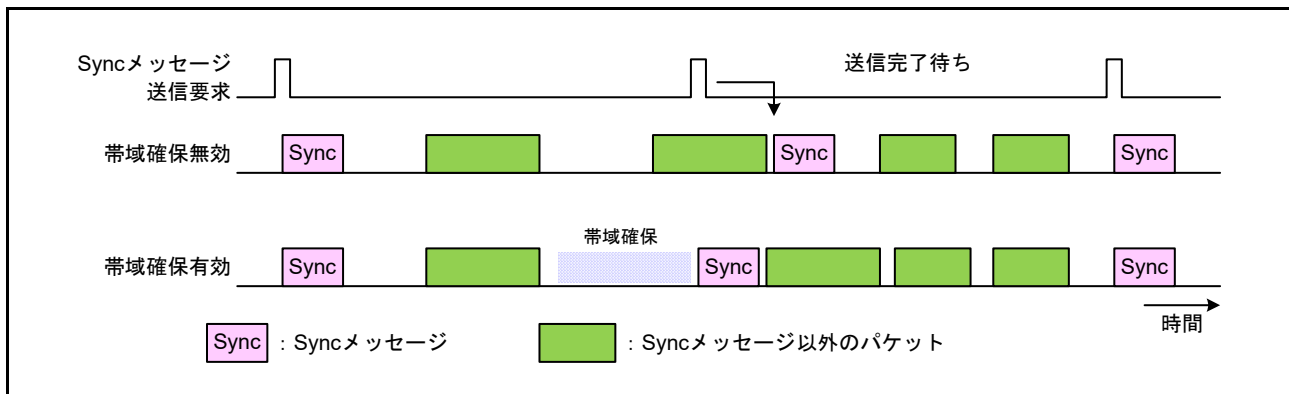 Syncメッセージ
送信要求
送信完了待ち
帯域確保無効
Sync
Sync
Sync
帯域確保
帯域確保有効
Sync
Sync
Sync
時間
Sync
：Syncメッセージ
：Syncメッセージ以外のパケット